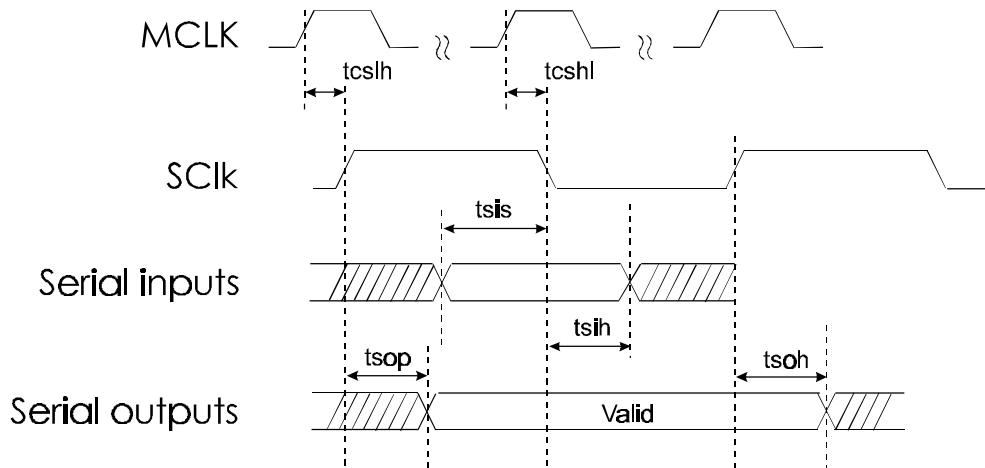 MCLK
tcslh
tcshl
SClk
tsis
Serial inputs
tsih
tsop
tsoh
Serial outputs
Valid